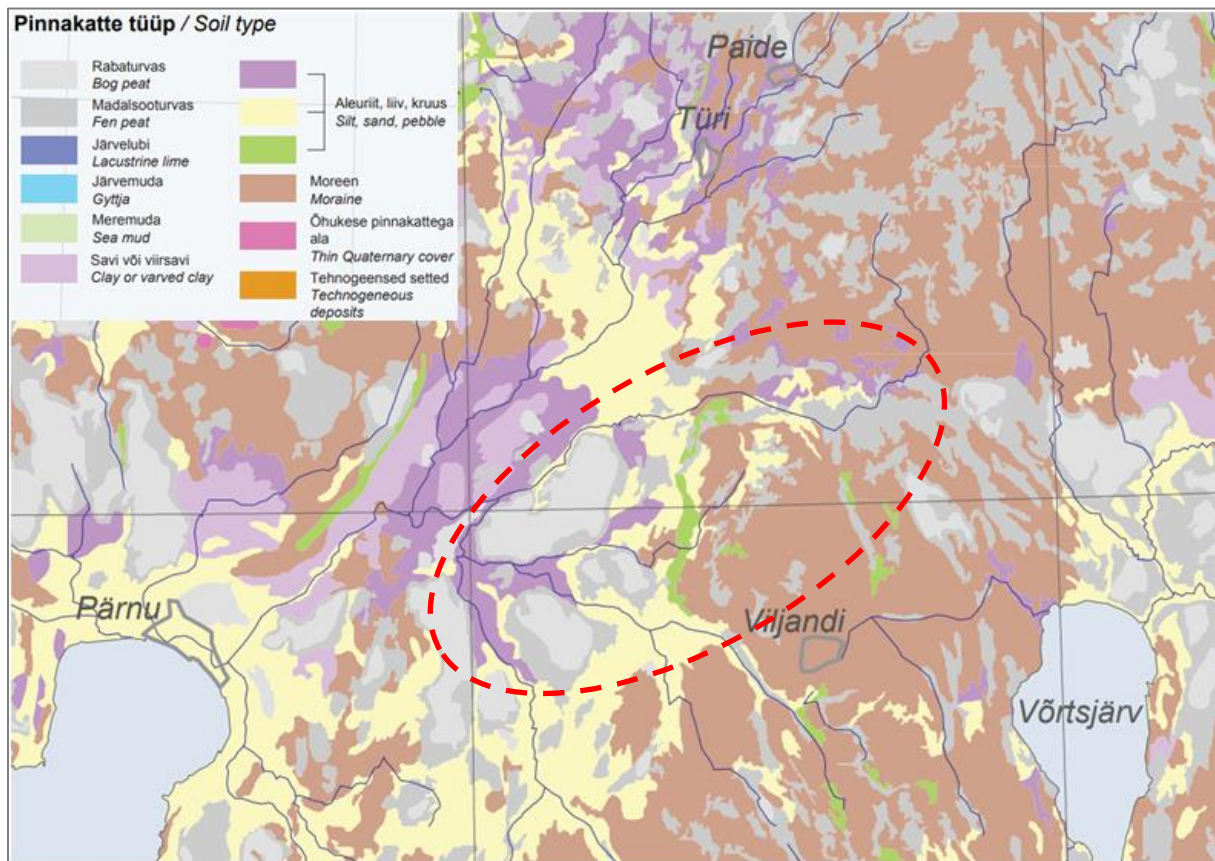 Pinnakatte tüüp / Soil type
Rabaturvas
Bog peat
Madalsooturvas
Fen peat
Järvelubi
Lacustrine lime
Järvemuda
Gyttja
Meremuda
Sea mud
Savi või viirsavi
Clay or varved clay
Aleuriit, liiv, kruus
Silt, sand, pebble
Moreen
Moraine
Õhukese pinnakattega
ala
Thin Quaternary cover
Tehnogeensed setted
Technogeneous
deposits
Paide
Türi
Pärnu
Viljandi
Võrtsjärv